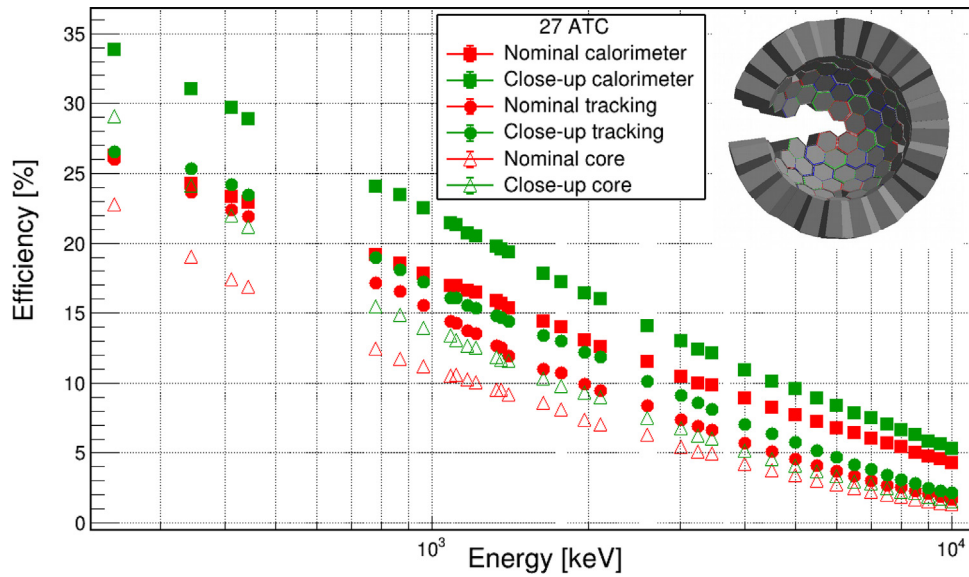 27 ATC
Nominal calorimeter
Close-up calorimeter
Nominal tracking
Close-up tracking
Nominal core
Close-up core
Efficiency [%]
35
30
25
20
15
10
5
0
10³
10⁴
Energy [keV]